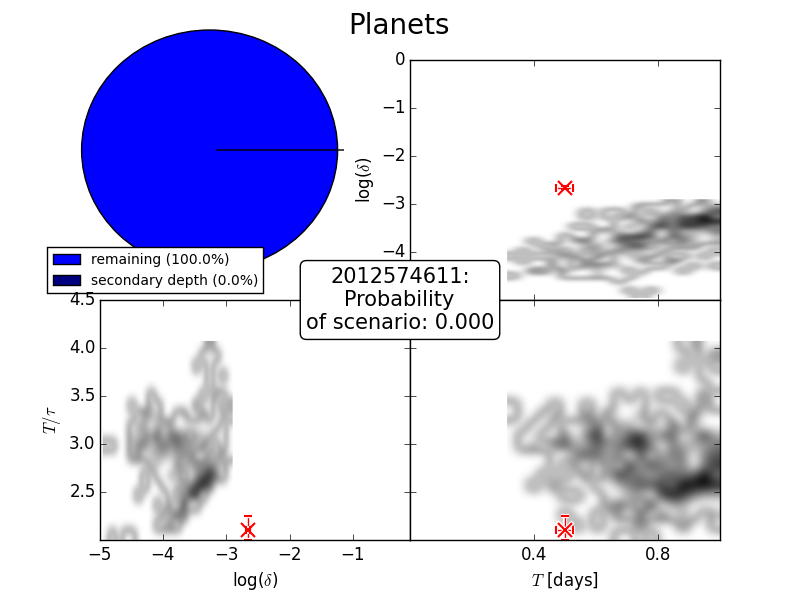 Planets
remaining (100.0%)
secondary depth (0.0%)
0
−1
−2
−3
−4
log(δ)
2012574611:
Probability
of scenario: 0.000
4.5
4.0
3.5
3.0
2.5
T/τ
−5 −4 −3 −2 −1
log(δ)
0.4 0.8
T [days]